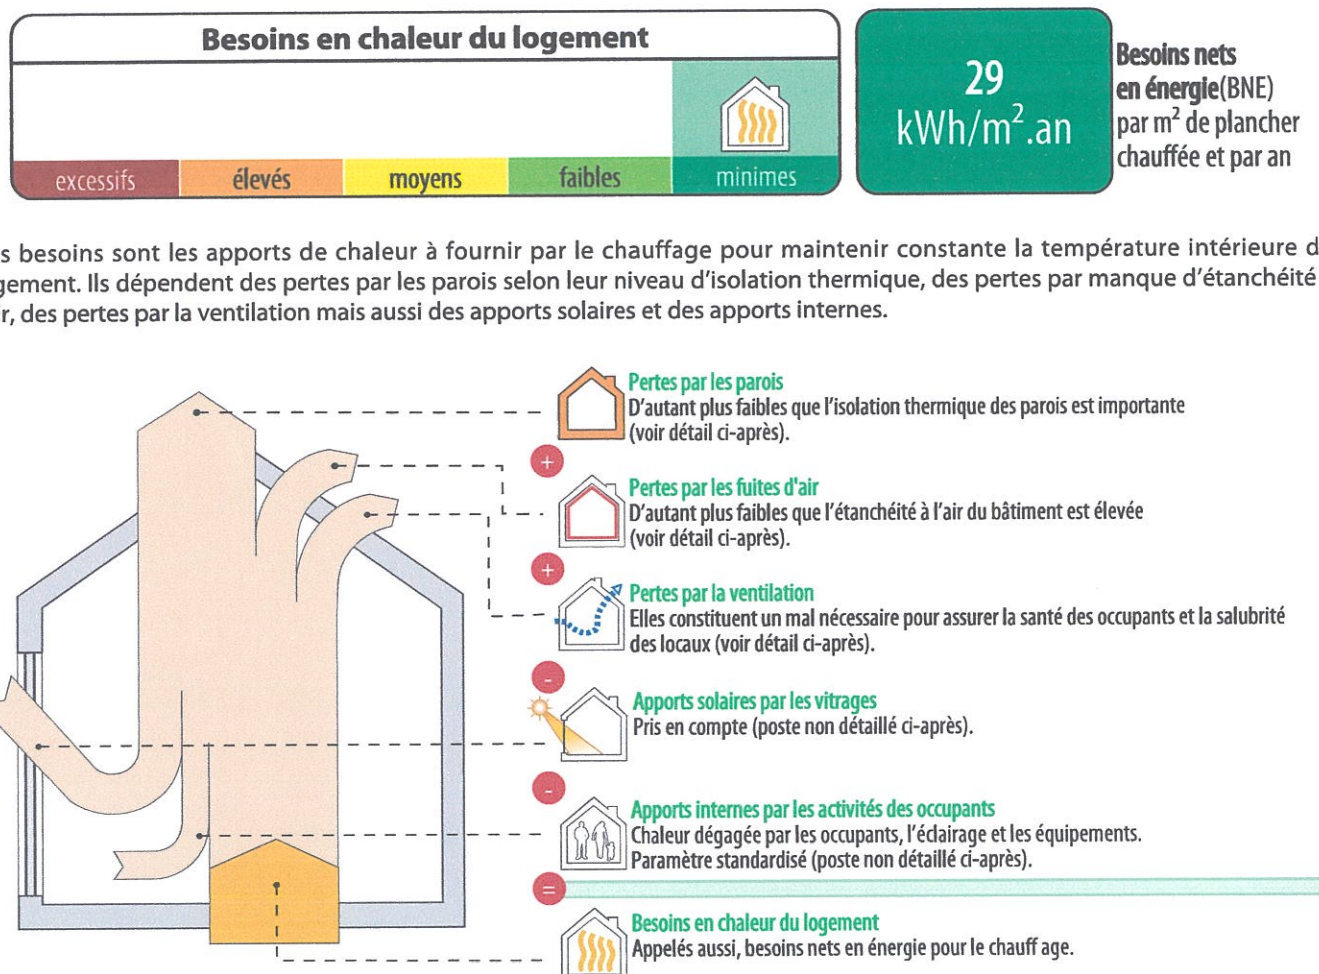 Besoins en chaleur du logement
excessifs élevés moyens faibles minimes
29
kWh/m².an
Besoins nets
en énergie(BNE)
par m² de plancher
chauffée et par an
s besoins sont les apports de chaleur à fournir par le chauffage pour maintenir constante la température intérieure d
gement. Ils dépendent des pertes par les parois selon leur niveau d'isolation thermique, des pertes par manque d'étanchéité
r, des pertes par la ventilation mais aussi des apports solaires et des apports internes.
Pertes par les parois
D'autant plus faibles que l'isolation thermique des parois est importante
(voir détail ci-après).
+
Pertes par les fuites d'air
D'autant plus faibles que l'étanchéité à l'air du bâtiment est élevée
(voir détail ci-après).
+
Pertes par la ventilation
Elles constituent un mal nécessaire pour assurer la santé des occupants et la salubrité
des locaux (voir détail ci-après).
-
Apports solaires par les vitrages
Pris en compte (poste non détaillé ci-après).
-
Apports internes par les activités des occupants
Chaleur dégagée par les occupants, l'éclairage et les équipements.
Paramètre standardisé (poste non détaillé ci-après).
=
Besoins en chaleur du logement
Appelés aussi, besoins nets en énergie pour le chauff age.